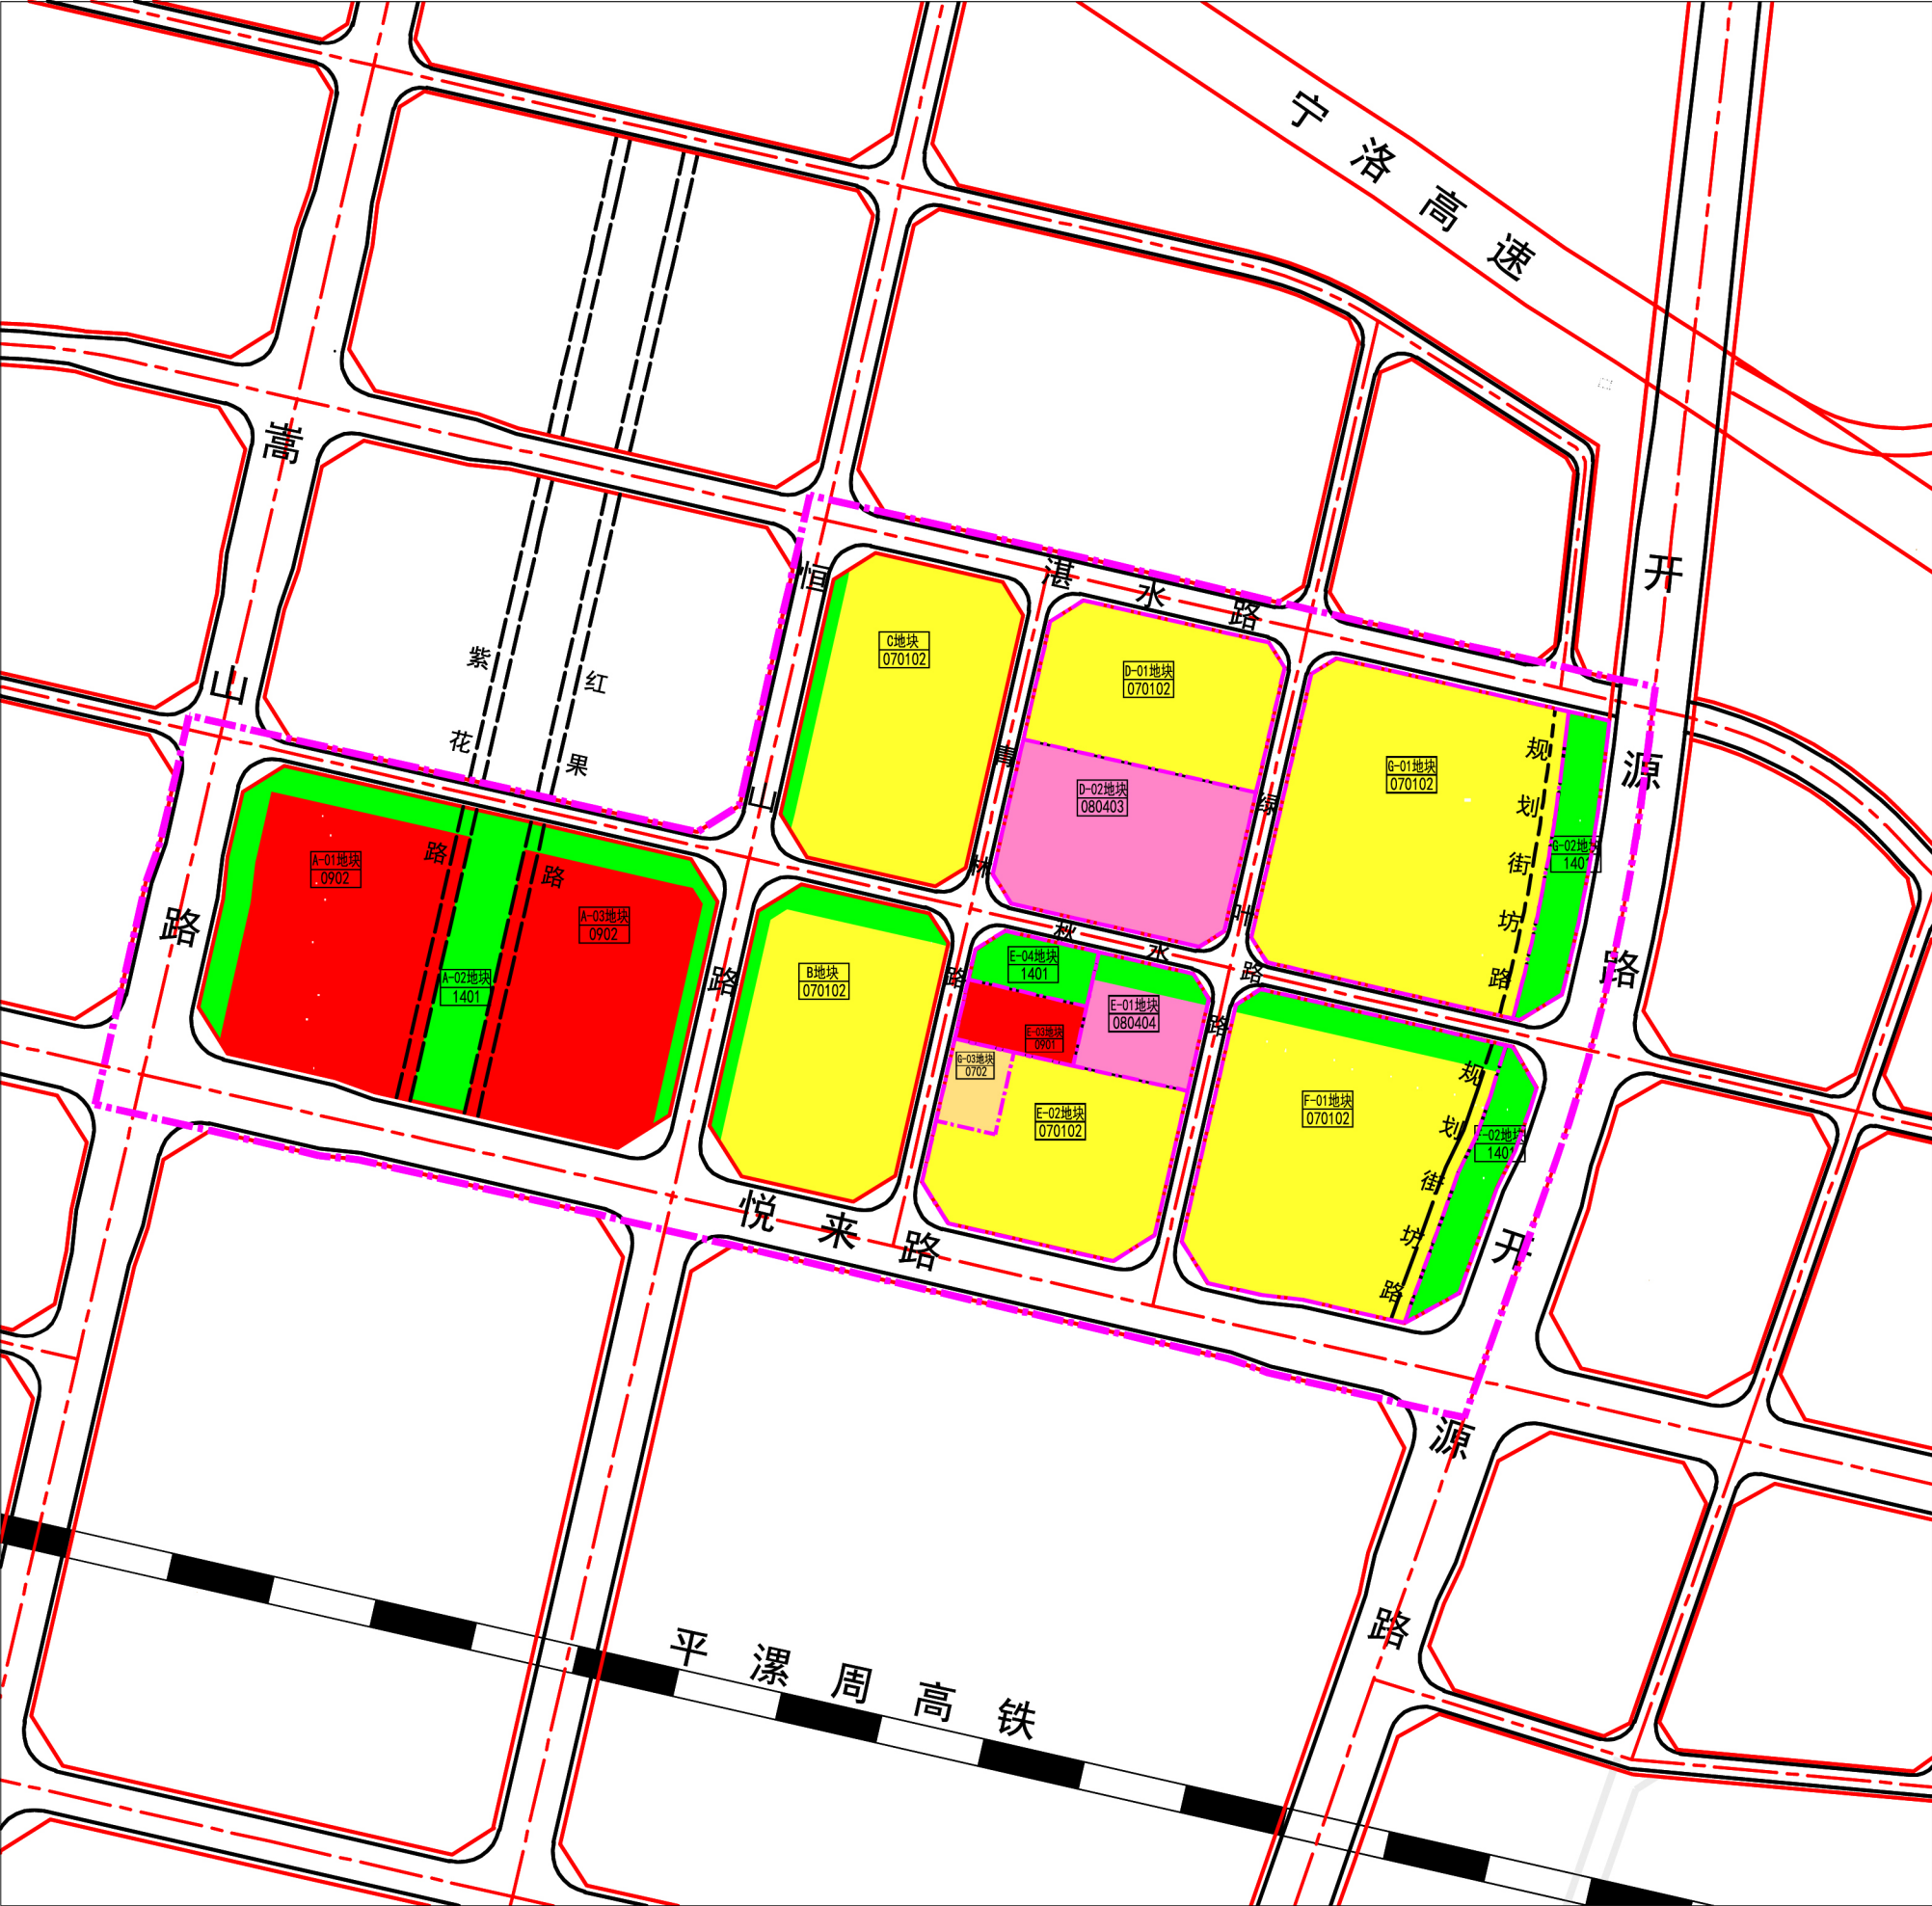 宁洛高速
嵩山路
恒山路
湛水路
开源路
紫花路
红果路
青林路
绿叶路
秋水路
规划街坊路
规划街坊路
悦来路
开源路
平漯周高铁
C地块
070102
D-01地块
070102
D-02地块
080403
G-01地块
070102
G-02地块
1401
A-01地块
0902
A-03地块
0902
A-02地块
1401
B地块
070102
E-04地块
1401
E-01地块
080404
E-03地块
0901
G-03地块
0702
E-02地块
070102
F-01地块
070102
F-02地块
1401